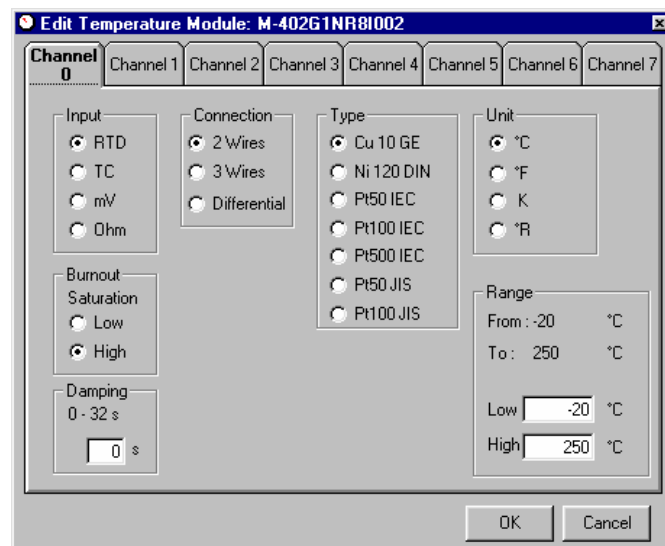 Edit Temperature Module: M-402G1NR8I002
Channel 0
Channel 1
Channel 2
Channel 3
Channel 4
Channel 5
Channel 6
Channel 7
Input
RTD
TC
mV
Ohm
Connection
2 Wires
3 Wires
Differential
Type
Cu 10 GE
Ni 120 DIN
Pt50 IEC
Pt100 IEC
Pt500 IEC
Pt50 JIS
Pt100 JIS
Unit
°C
°F
K
°R
Burnout
Saturation
Low
High
Damping
0 - 32 s
0 s
Range
From : -20 °C
To : 250 °C
Low -20 °C
High 250 °C
OK
Cancel